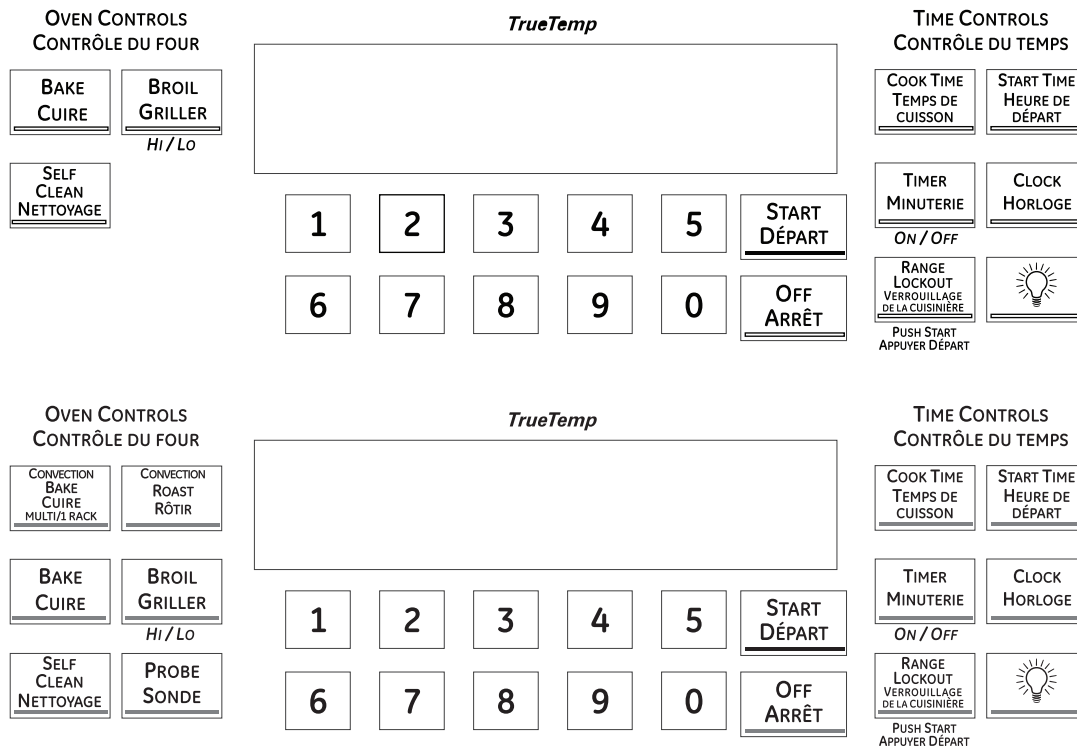 OVEN CONTROLS
CONTRÔLE DU FOUR
BAKE
CUIRE
BROIL
GRILLER
HI / LO
SELF
CLEAN
NETTOYAGE
TrueTemp
1 2 3 4 5
START
DÉPART
6 7 8 9 0
OFF
ARRÊT
TIME CONTROLS
CONTRÔLE DU TEMPS
COOK TIME
TEMPS DE
CUISSON
START TIME
HEURE DE
DÉPART
TIMER
MINUTERIE
ON / OFF
CLOCK
HORLOGE
RANGE
LOCKOUT
VERROUILLAGE
DE LA CUISINIÈRE
PUSH START
APPUYER DÉPART
OVEN CONTROLS
CONTRÔLE DU FOUR
CONVECTION
BAKE
CUIRE
MULTI/1 RACK
CONVECTION
ROAST
RÔTIR
BAKE
CUIRE
BROIL
GRILLER
HI / LO
SELF
CLEAN
NETTOYAGE
PROBE
SONDE
TrueTemp
1 2 3 4 5
START
DÉPART
6 7 8 9 0
OFF
ARRÊT
TIME CONTROLS
CONTRÔLE DU TEMPS
COOK TIME
TEMPS DE
CUISSON
START TIME
HEURE DE
DÉPART
TIMER
MINUTERIE
ON / OFF
CLOCK
HORLOGE
RANGE
LOCKOUT
VERROUILLAGE
DE LA CUISINIÈRE
PUSH START
APPUYER DÉPART